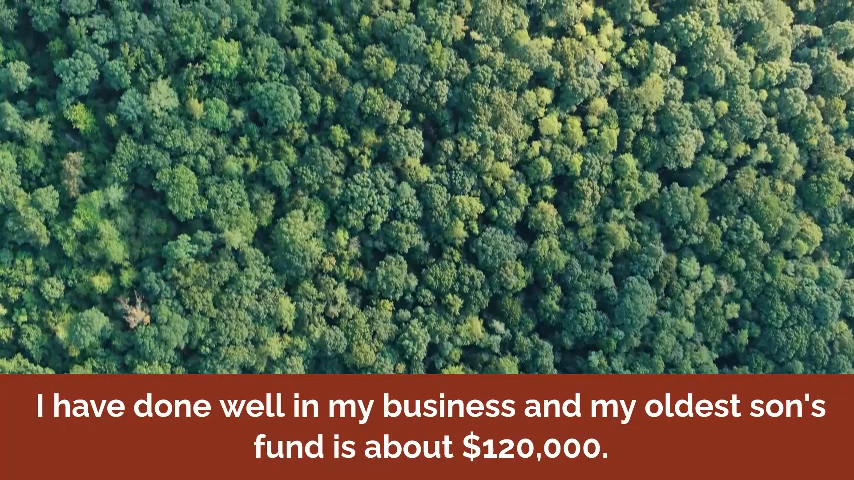 I have done well in my business and my oldest son's
fund is about $120,000.